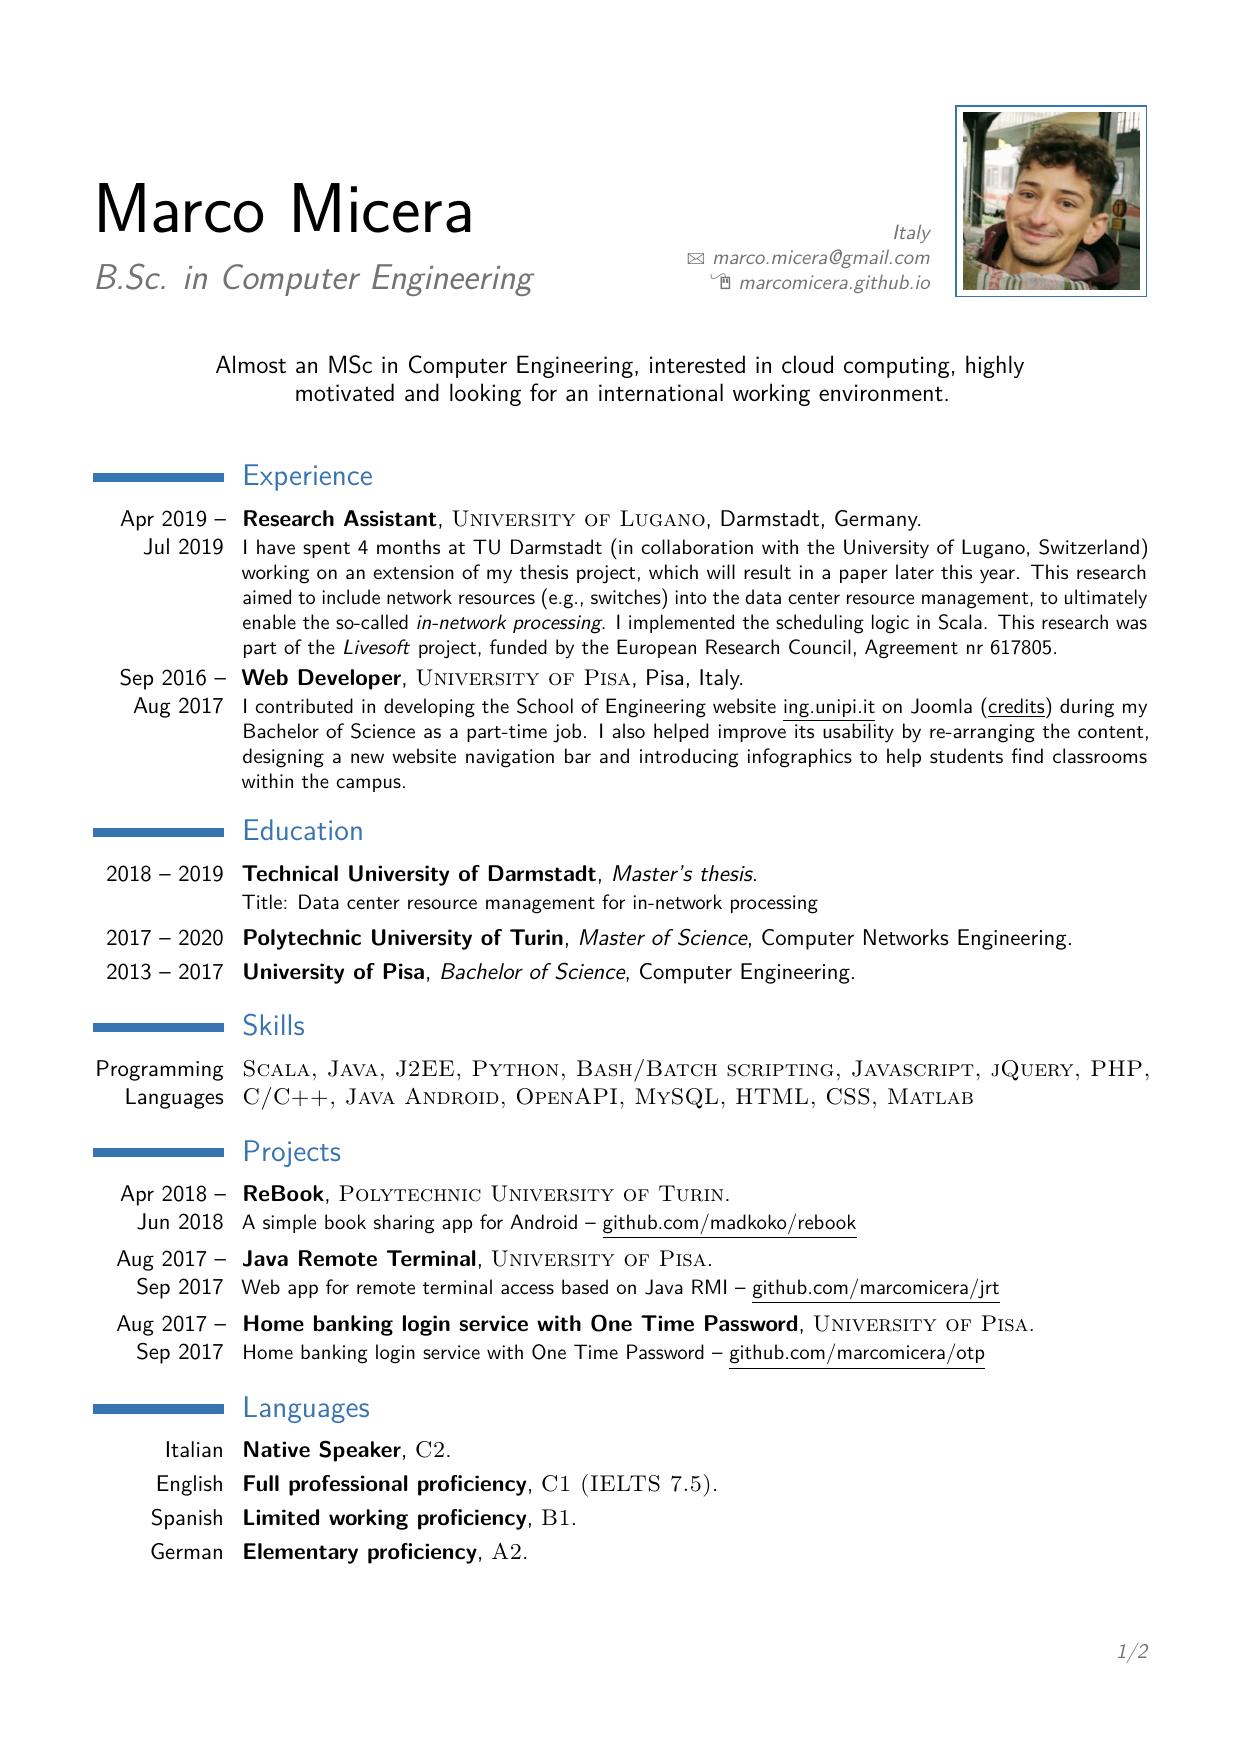 Marco Micera
B.Sc. in Computer Engineering
Italy
marco.micera@gmail.com
marcomicera.github.io
Almost an MSc in Computer Engineering, interested in cloud computing, highly
motivated and looking for an international working environment.
Experience
Apr 2019 – Research Assistant, University of Lugano, Darmstadt, Germany.
Jul 2019 I have spent 4 months at TU Darmstadt (in collaboration with the University of Lugano, Switzerland)
working on an extension of my thesis project, which will result in a paper later this year. This research
aimed to include network resources (e.g., switches) into the data center resource management, to ultimately
enable the so-called in-network processing. I implemented the scheduling logic in Scala. This research was
part of the Livesoft project, funded by the European Research Council, Agreement nr 617805.
Sep 2016 – Web Developer, University of Pisa, Pisa, Italy.
Aug 2017 I contributed in developing the School of Engineering website ing.unipi.it on Joomla (credits) during my
Bachelor of Science as a part-time job. I also helped improve its usability by re-arranging the content,
designing a new website navigation bar and introducing infographics to help students find classrooms
within the campus.
Education
2018 – 2019 Technical University of Darmstadt, Master's thesis.
Title: Data center resource management for in-network processing
2017 – 2020 Polytechnic University of Turin, Master of Science, Computer Networks Engineering.
2013 – 2017 University of Pisa, Bachelor of Science, Computer Engineering.
Skills
Programming Scala, Java, J2EE, Python, Bash/Batch scripting, Javascript, jQuery, PHP,
Languages C/C++, Java Android, OpenAPI, MySQL, HTML, CSS, Matlab
Projects
Apr 2018 – ReBook, Polytechnic University of Turin.
Jun 2018 A simple book sharing app for Android – github.com/madkoko/rebook
Aug 2017 – Java Remote Terminal, University of Pisa.
Sep 2017 Web app for remote terminal access based on Java RMI – github.com/marcomicera/jrt
Aug 2017 – Home banking login service with One Time Password, University of Pisa.
Sep 2017 Home banking login service with One Time Password – github.com/marcomicera/otp
Languages
Italian Native Speaker, C2.
English Full professional proficiency, C1 (IELTS 7.5).
Spanish Limited working proficiency, B1.
German Elementary proficiency, A2.
1/2